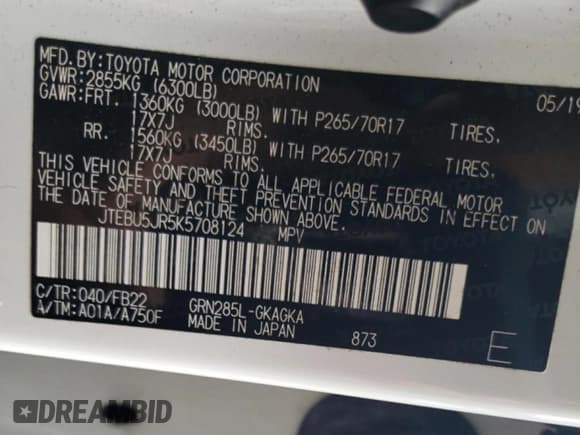 MFD.BY:TOYOTA MOTOR CORPORATION
GVWR:2855KG (6300LB) 05/19
GAWR:FRT. 1360KG (3000LB) WITH P265/70R17 TIRES,
17X7J RIMS.
RR. 1560KG (3450LB) WITH P265/70R17 TIRES,
17X7J RIMS.
THIS VEHICLE CONFORMS TO ALL APPLICABLE FEDERAL MOTOR
VEHICLE SAFETY AND THEFT PREVENTION STANDARDS IN EFFECT ON
THE DATE OF MANUFACTURE SHOWN ABOVE.
JTEBU5JR5K5708124 MPV
C/TR:040/FB22 GRN285L-GKAGKA
A/TM:A01A/A750F MADE IN JAPAN 873 E
DREAMBID